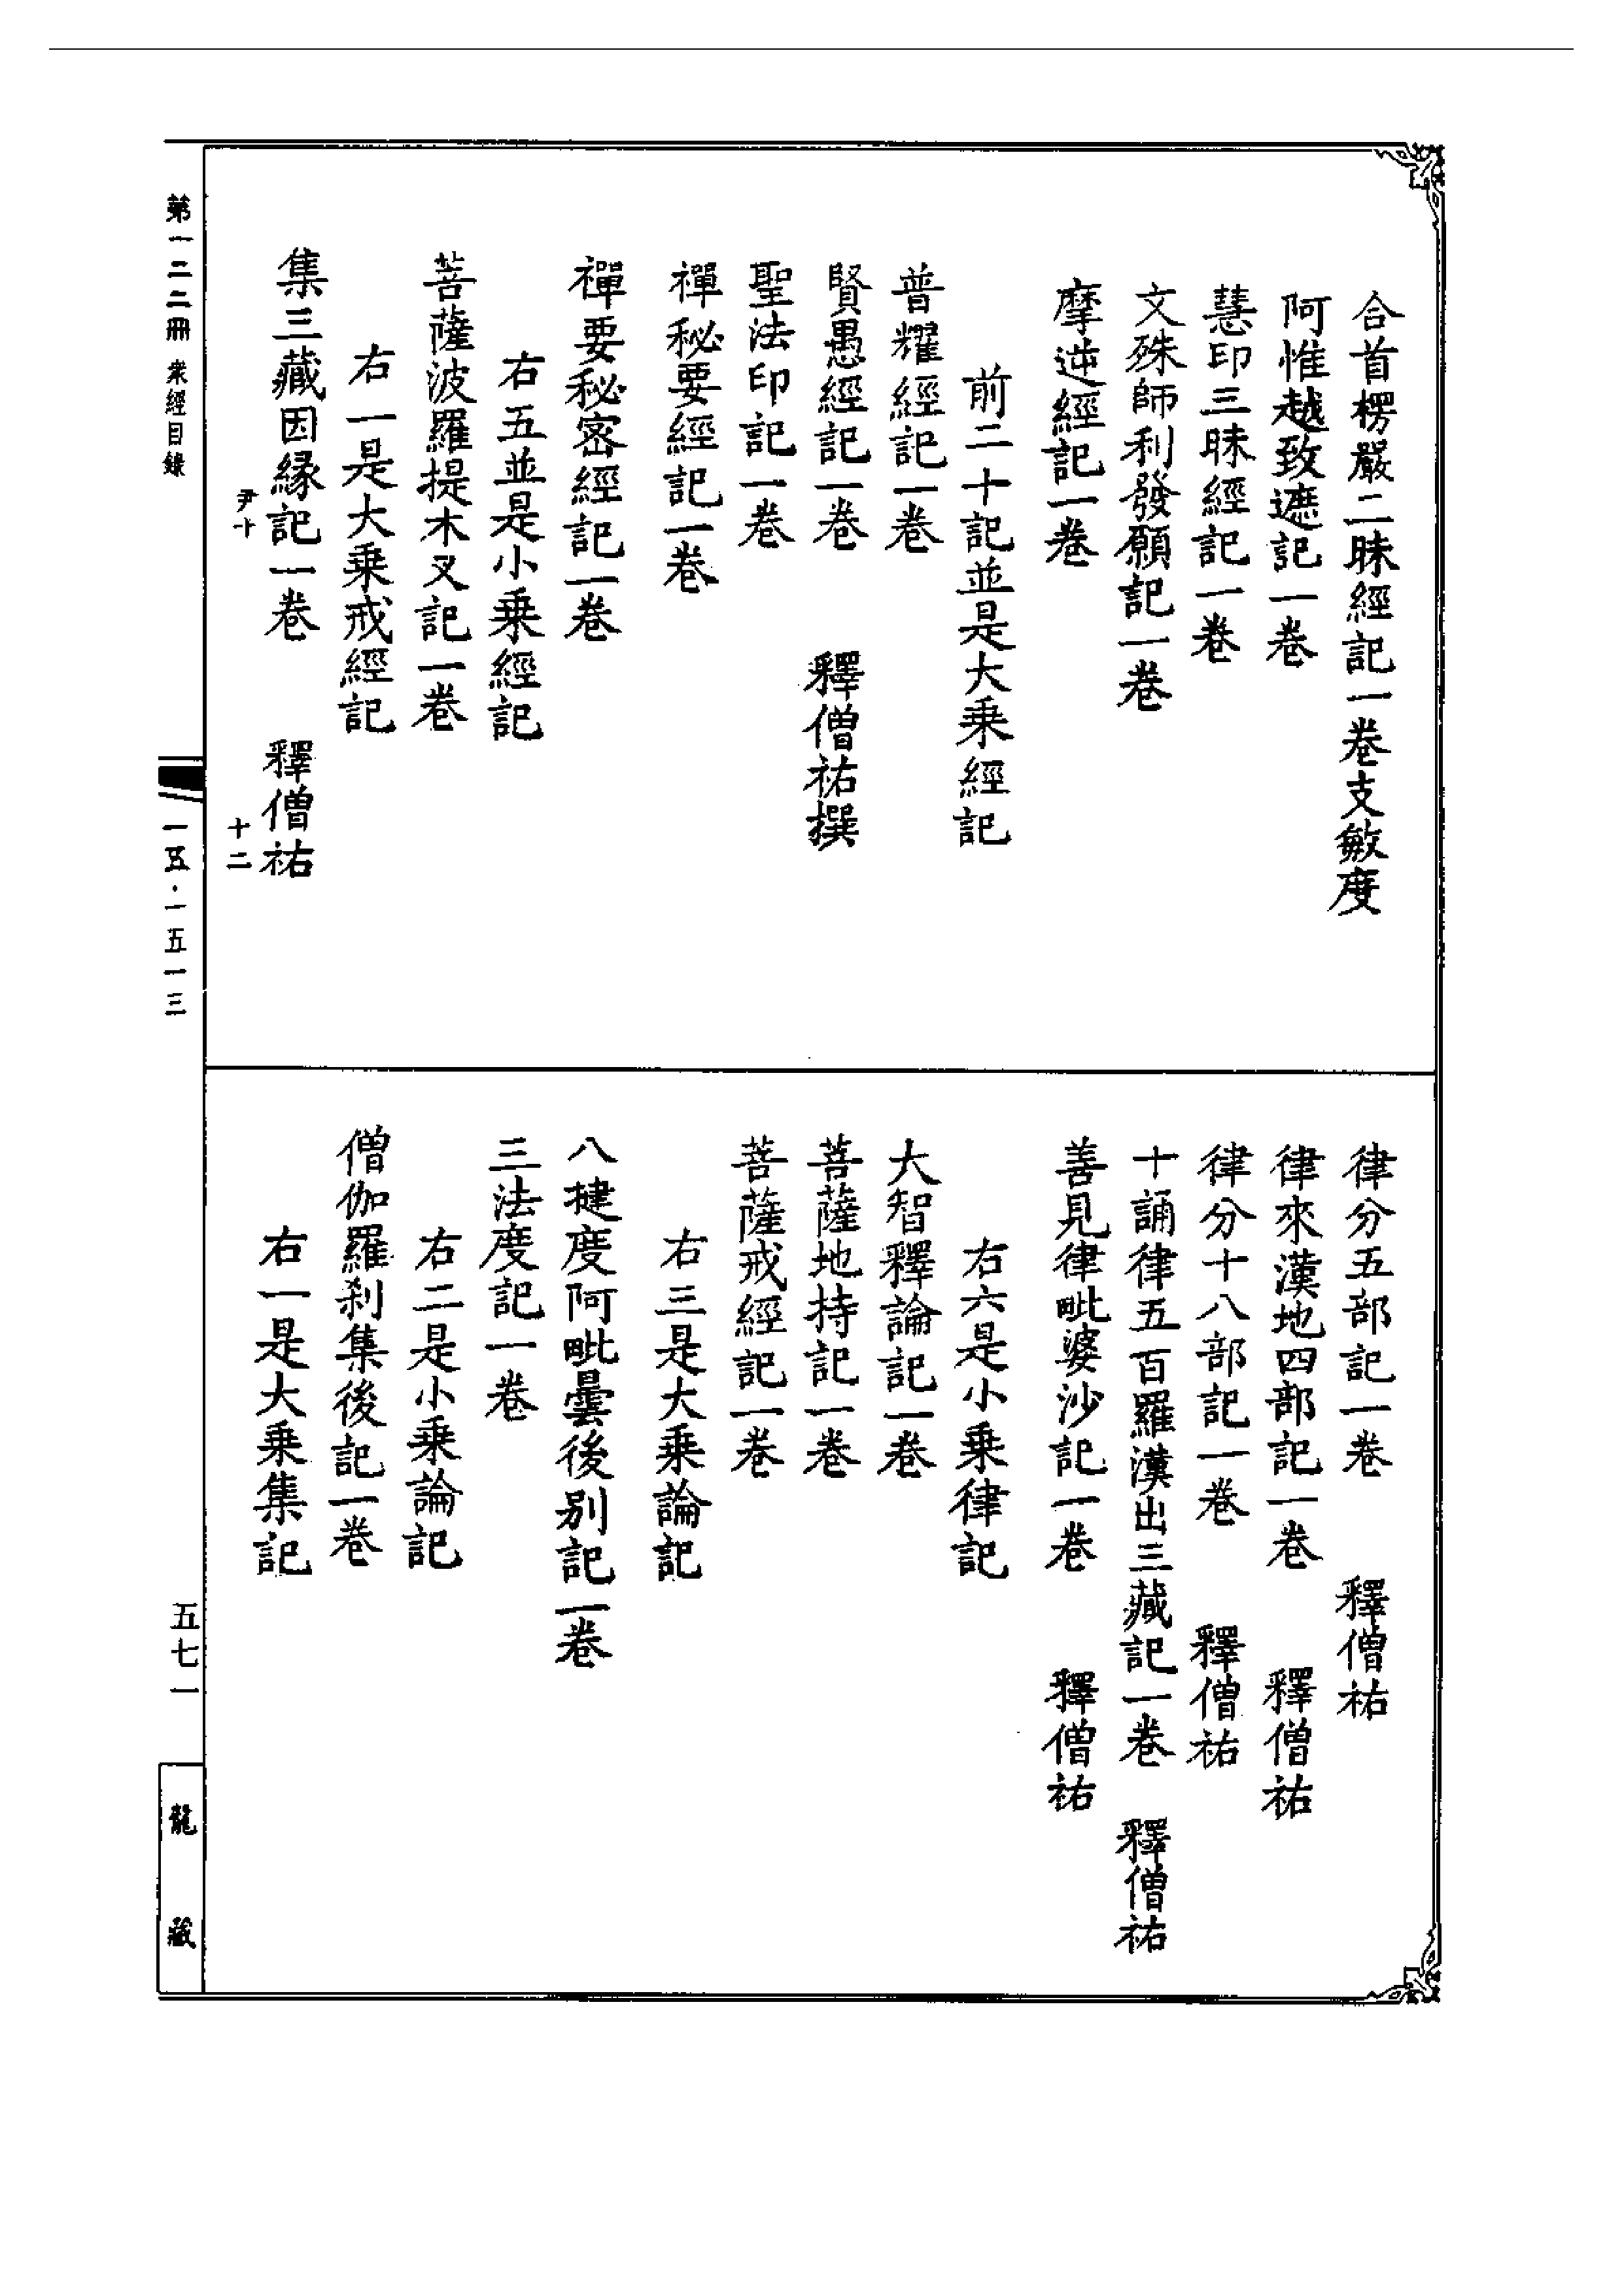 合首楞嚴二昧經記一卷支敏度
阿惟越致遮記一卷
慧印三昧經記一卷
文殊師利發願記一卷
摩逆經記一卷
前二十記並是大乘經記
普耀經記一卷
賢愚經記一卷 釋僧祐撰
聖法印記一卷
禪秘要經記一卷
禪要秘密經記一卷
右五並是小乘經記
菩薩波羅提木叉記一卷
右一是大乘戒經記
集三藏因緣記一卷 釋僧祐
尹十 十二
律分五部記一卷 釋僧祐
律來漢地四部記一卷 釋僧祐
律分十八部記一卷 釋僧祐
十誦律五百羅漢出三藏記一卷 釋僧祐
善見律毗婆沙記一卷 釋僧祐
右六是小乘律記
大智釋論記一卷
菩薩地持記一卷
菩薩戒經記一卷
右三是大乘論記
八揵度阿毗曇後別記一卷
三法度記一卷
右二是小乘論記
僧伽羅剎集後記一卷
右一是大乘集記
第一二二冊 衆經目錄 一五·一五一三 五七一 龍藏